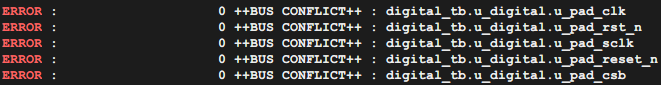 ERROR : 0 ++BUS CONFLICT++ : digital_tb.u_digital.u_pad_clk
ERROR : 0 ++BUS CONFLICT++ : digital_tb.u_digital.u_pad_rst_n
ERROR : 0 ++BUS CONFLICT++ : digital_tb.u_digital.u_pad_sclk
ERROR : 0 ++BUS CONFLICT++ : digital_tb.u_digital.u_pad_reset_n
ERROR : 0 ++BUS CONFLICT++ : digital_tb.u_digital.u_pad_csb